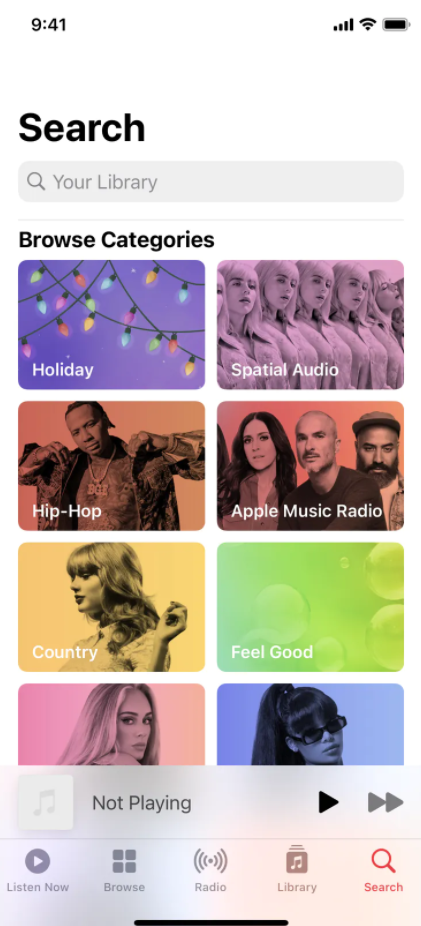 9:41
Search
Your Library
Browse Categories
Holiday
Spatial Audio
Hip-Hop
Apple Music Radio
Country
Feel Good
Not Playing
Listen Now
Browse
Radio
Library
Search